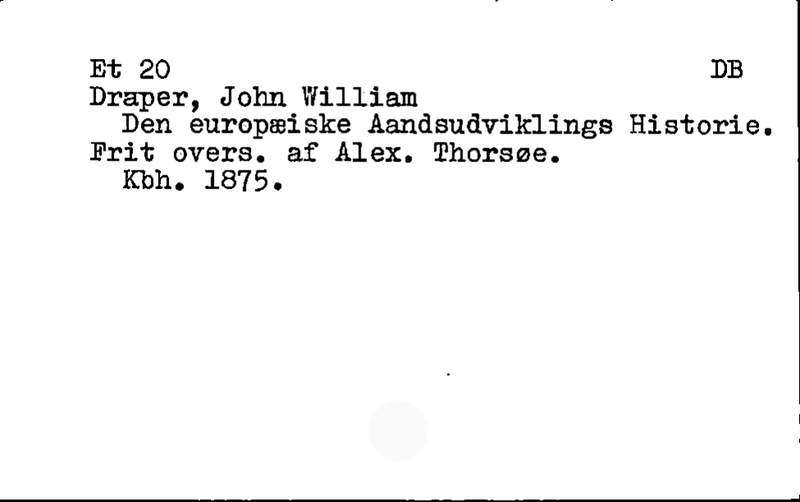 Et 20 DB
Draper, John William
Den europæiske Aandsudviklings Historie.
Frit overs. af Alex. Thorsøe.
Kbh. 1875.